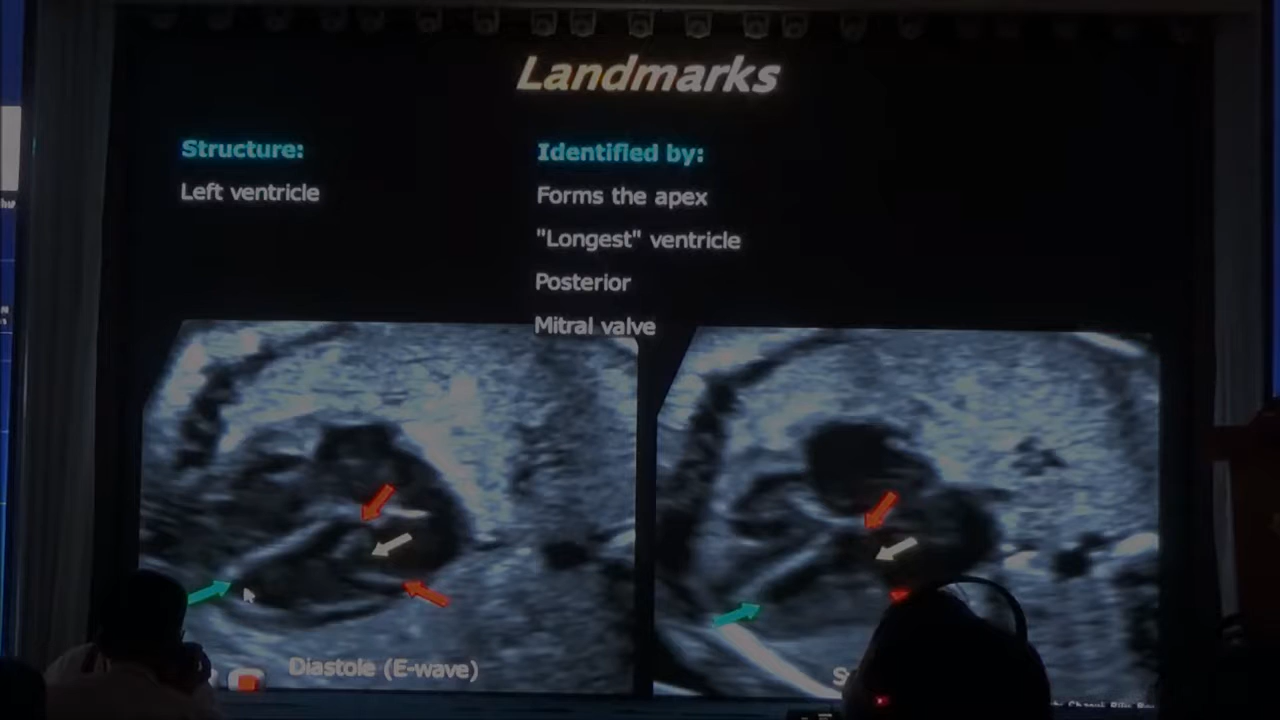 Landmarks
Structure:
Left ventricle
Identified by:
Forms the apex
"Longest" ventricle
Posterior
Mitral valve
Diastole (E-wave)